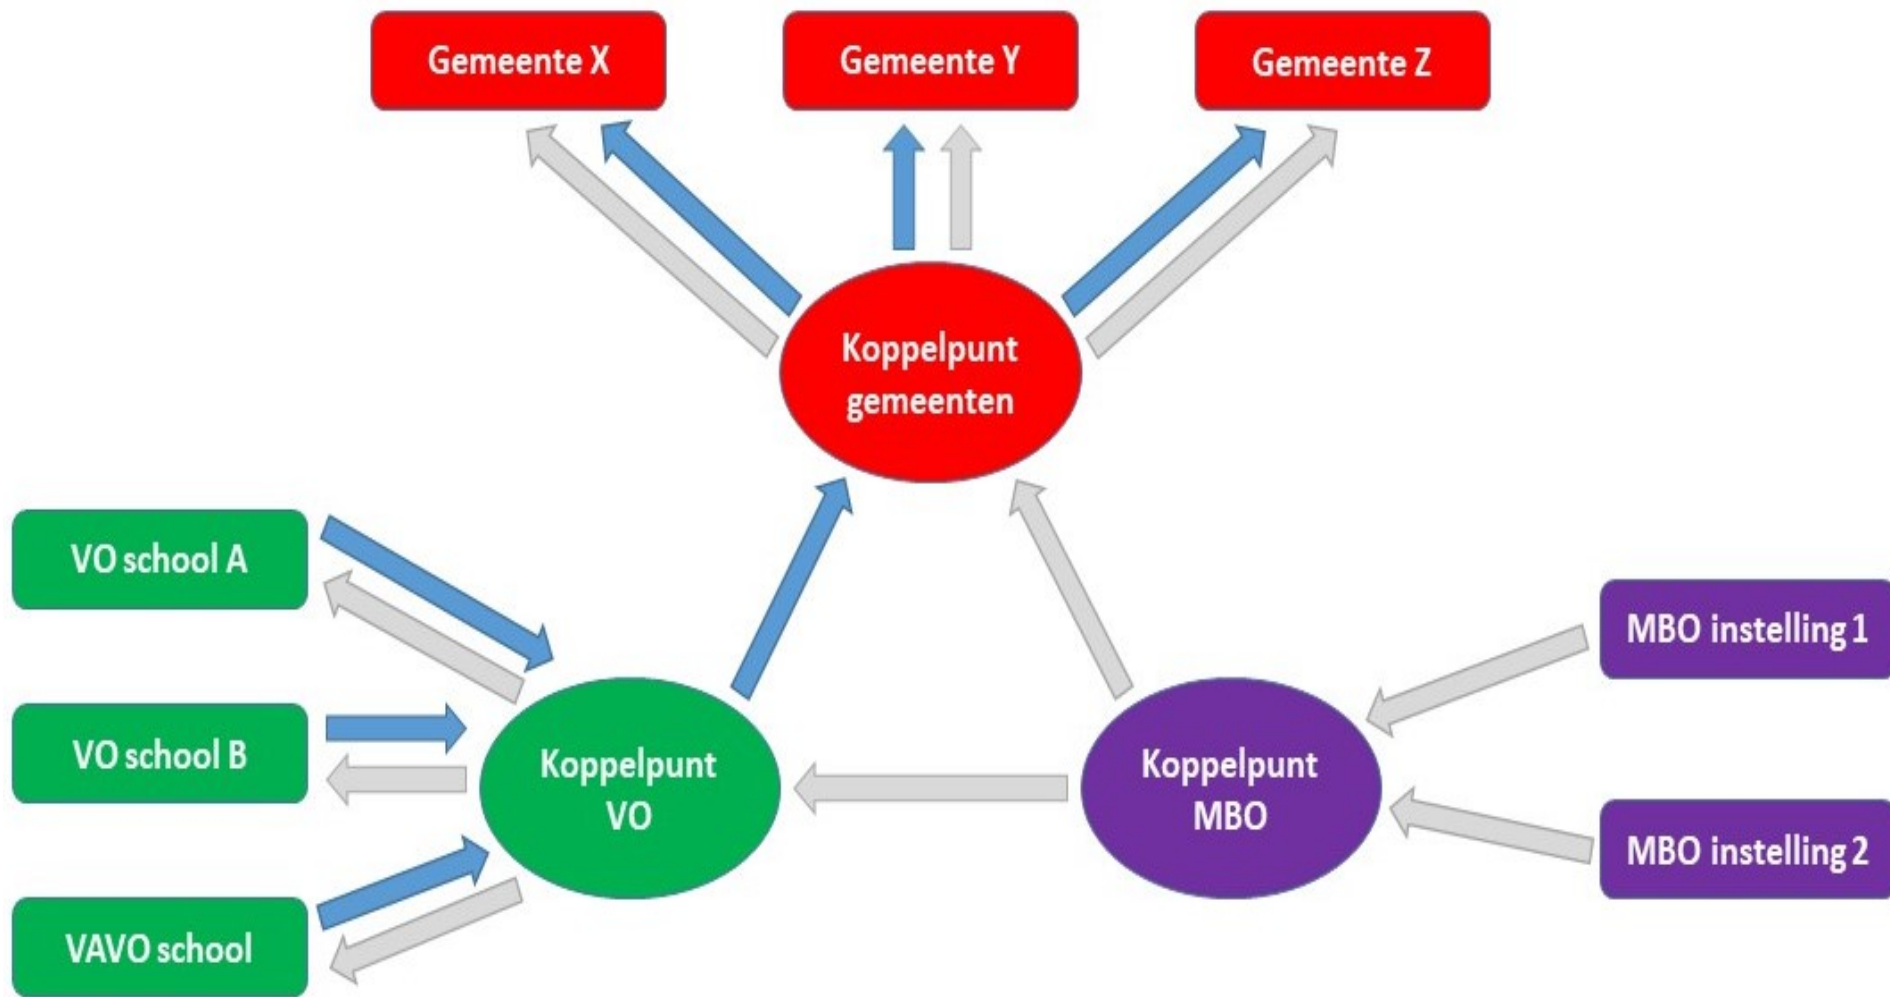 Gemeente X
Gemeente Y
Gemeente Z
Koppelpunt
gemeenten
VO school A
VO school B
VAVO school
Koppelpunt
VO
Koppelpunt
MBO
MBO instelling 1
MBO instelling 2